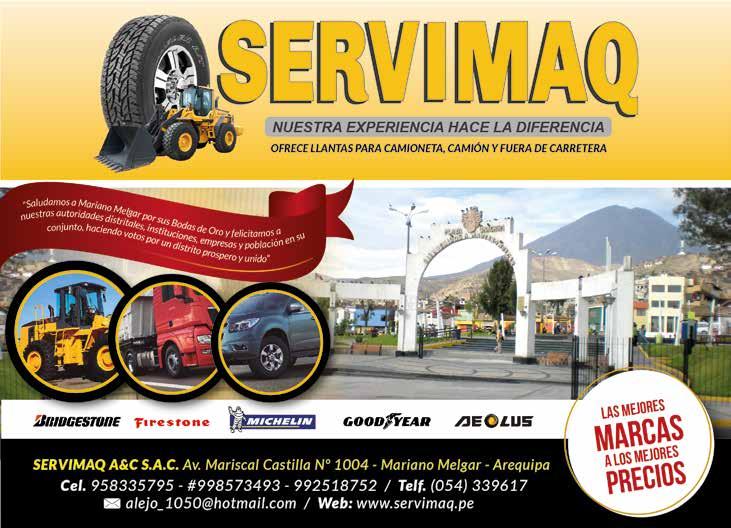 SERVIMAQ
NUESTRA EXPERIENCIA HACE LA DIFERENCIA
OFRECE LLANTAS PARA CAMIONETA, CAMIÓN Y FUERA DE CARRETERA
"Saludamos a Mariano Melgar por sus Bodas de Oro y felicitamos a
nuestras autoridades distritales, instituciones, empresas y población en su
conjunto, haciendo votos por un distrito prospero y unido"
BRIDGESTONE Firestone MICHELIN GOODYEAR AEOLUS
LAS MEJORES
MARCAS
A LOS MEJORES
PRECIOS
SERVIMAQ A&C S.A.C. Av. Mariscal Castilla Nº 1004 - Mariano Melgar - Arequipa
Cel. 958335795 - #998573493 - 992518752 / Telf. (054) 339617
alejo_1050@hotmail.com / Web: www.servimaq.pe